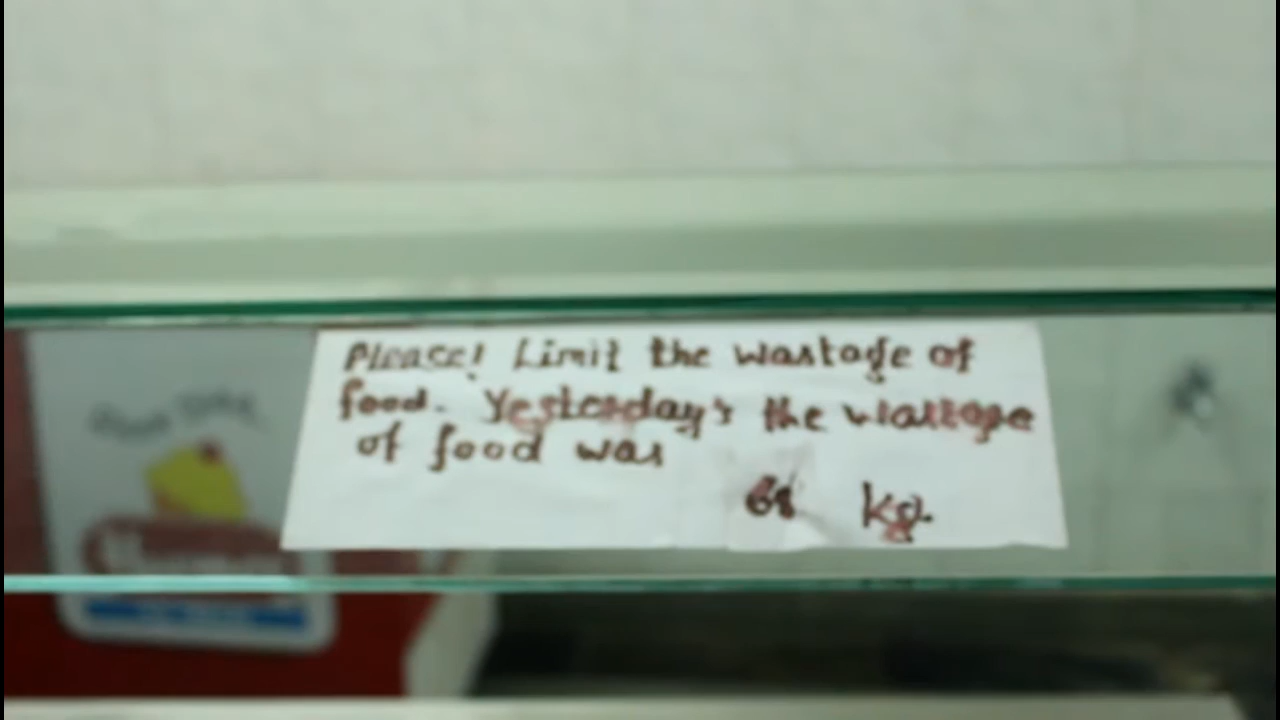 Please! Limit the wastage of
food. Yesterday's the wastage
of food was
68 kg.